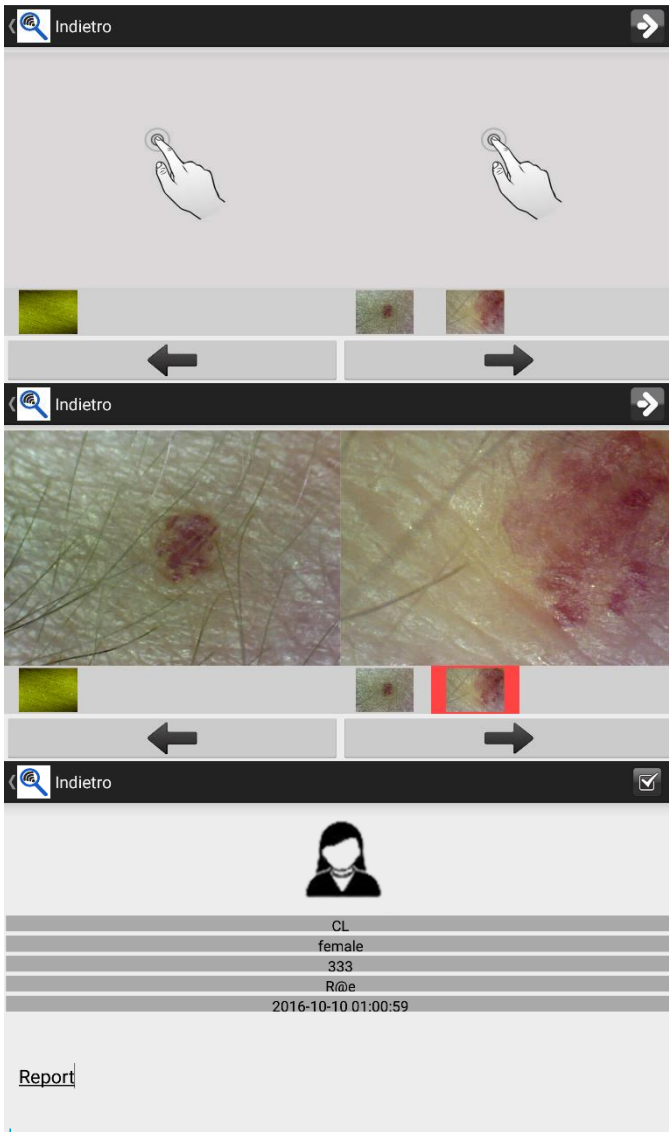 Indietro
Indietro
Indietro
CL
female
333
R@e
2016-10-10 01:00:59
Report